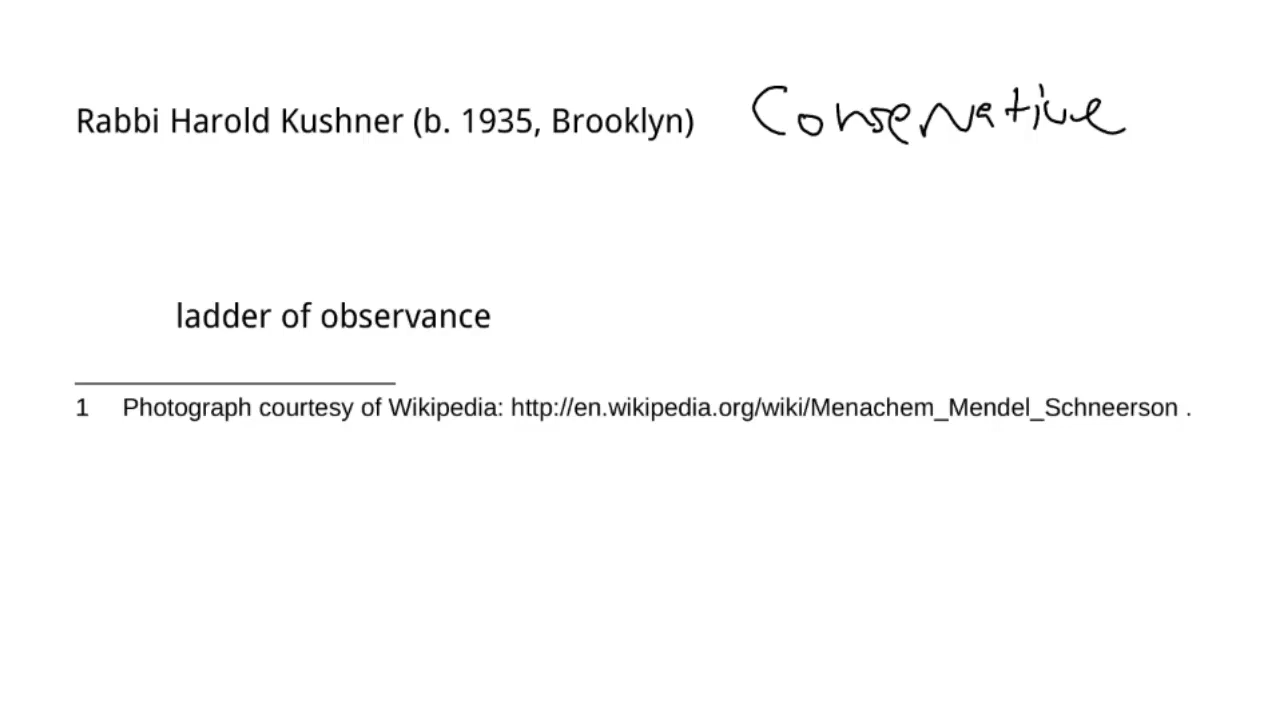 Rabbi Harold Kushner (b. 1935, Brooklyn) Conservative
ladder of observance
1 Photograph courtesy of Wikipedia: http://en.wikipedia.org/wiki/Menachem_Mendel_Schneerson .